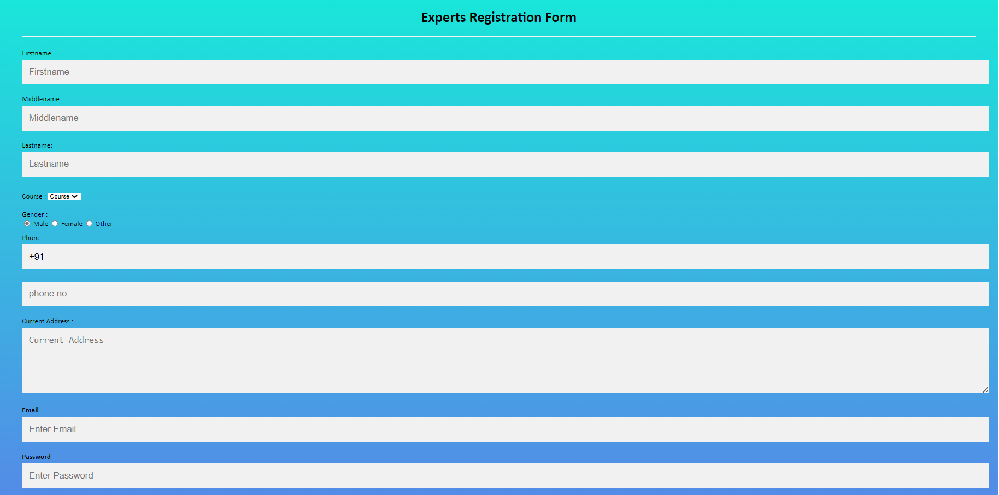 Experts Registration Form
Firstname
Firstname
Middlename:
Middlename
Lastname:
Lastname
Course : Course
Gender :
Male Female Other
Phone :
+91
phone no.
Current Address :
Current Address
Email
Enter Email
Password
Enter Password